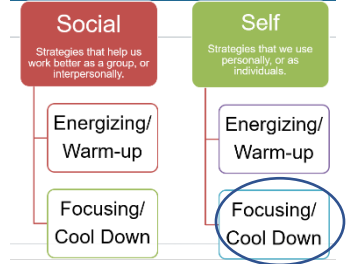 Social
Strategies that help us
work better as a group, or
interpersonally.
Energizing/
Warm-up
Focusing/
Cool Down
Self
Strategies that we use
personally, or as
individuals.
Energizing/
Warm-up
Focusing/
Cool Down